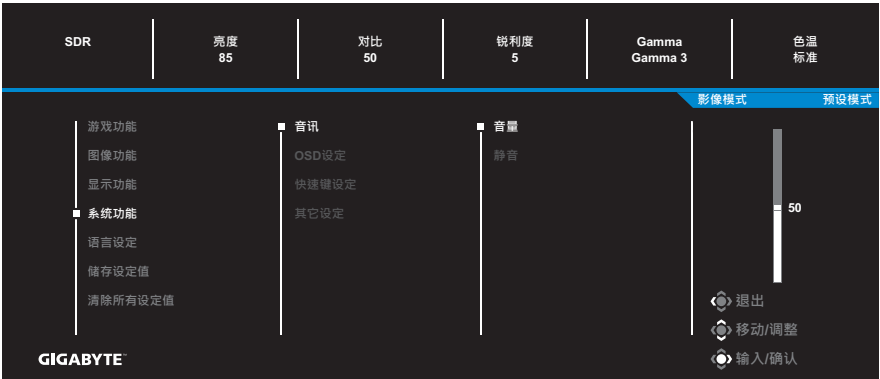 SDR
亮度
85
对比
50
锐利度
5
Gamma
Gamma 3
色温
标准
影像模式 预设模式
游戏功能
图像功能
显示功能
系统功能
语言设定
储存设定值
清除所有设定值
音讯
OSD设定
快速键设定
其它设定
音量
静音
50
退出
移动/调整
输入/确认
GIGABYTE™